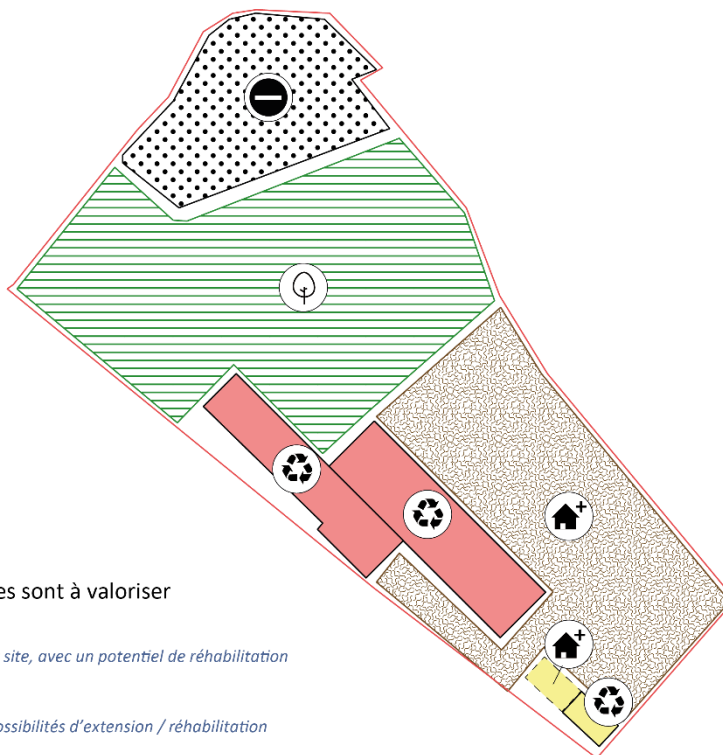 es sont à valoriser
site, avec un potentiel de réhabilitation
ossibilités d'extension / réhabilitation